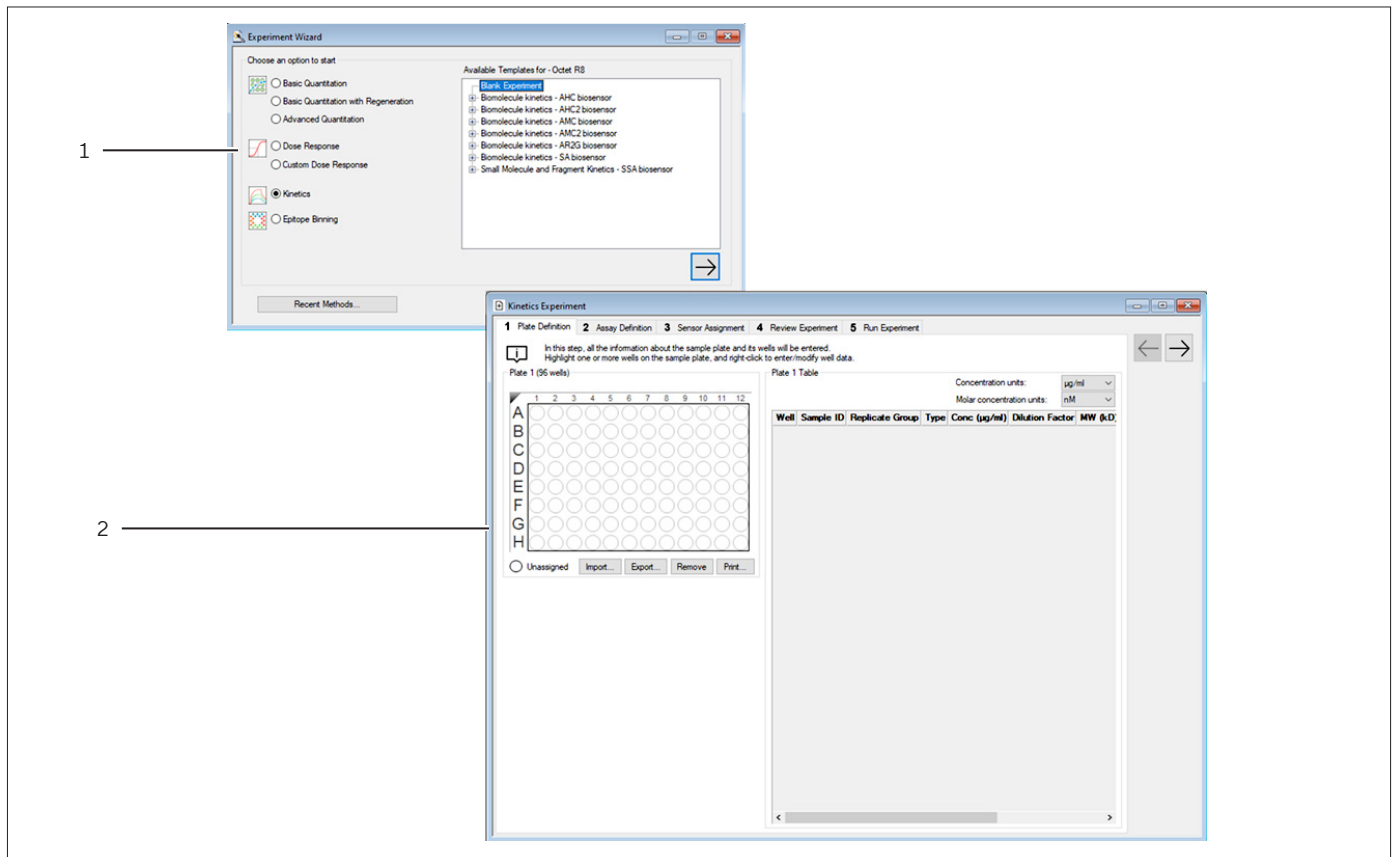 Experiment Wizard
Choose an option to start
Basic Quantitation
Basic Quantitation with Regeneration
Advanced Quantitation
Dose Response
Custom Dose Response
Kinetics
Epitope Binning
Available Templates for - Octet R8
Blank Experiment
Biomolecule kinetics - AHC biosensor
Biomolecule kinetics - AHC2 biosensor
Biomolecule kinetics - AMC biosensor
Biomolecule kinetics - AMC2 biosensor
Biomolecule kinetics - AR2G biosensor
Biomolecule kinetics - SA biosensor
Small Molecule and Fragment Kinetics - SSA biosensor
Recent Methods...
1
Kinetics Experiment
1 Plate Definition 2 Assay Definition 3 Sensor Assignment 4 Review Experiment 5 Run Experiment
In this step, all the information about the sample plate and its wells will be entered.
Highlight one or more wells on the sample plate, and right-click to enter/modify well data.
Plate 1 (96 wells)
1 2 3 4 5 6 7 8 9 10 11 12
A
B
C
D
E
F
G
H
Unassigned Import... Export... Remove Print...
Plate 1 Table
Concentration units: µg/ml
Molar concentration units: nM
Well Sample ID Replicate Group Type Conc (µg/ml) Dilution Factor MW (kD)
2